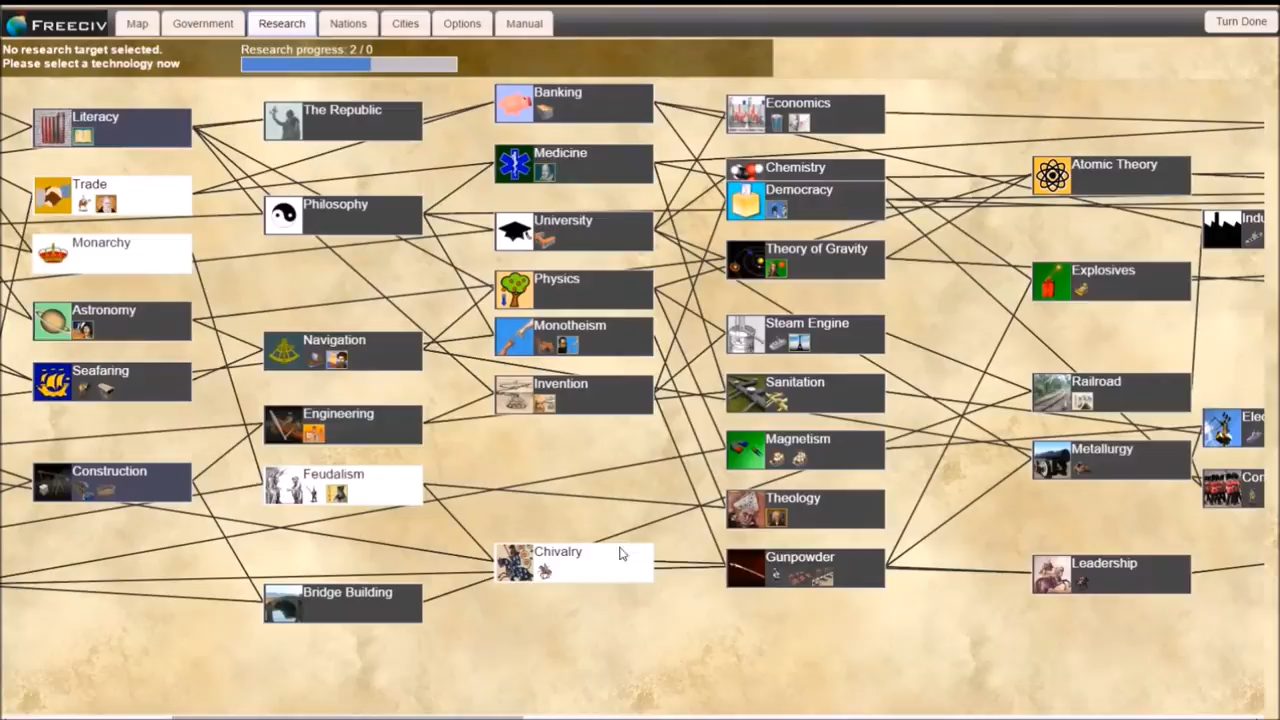 FREECIV
Map
Government
Research
Nations
Cities
Options
Manual
Turn Done
No research target selected.
Please select a technology now
Research progress: 2 / 0
Literacy
Trade
Monarchy
Astronomy
Seafaring
Construction
The Republic
Philosophy
Navigation
Engineering
Feudalism
Bridge Building
Banking
Medicine
University
Physics
Monotheism
Invention
Chivalry
Economics
Chemistry
Democracy
Theory of Gravity
Steam Engine
Sanitation
Magnetism
Theology
Gunpowder
Atomic Theory
Explosives
Railroad
Metallurgy
Leadership
Indu
Elec
Con